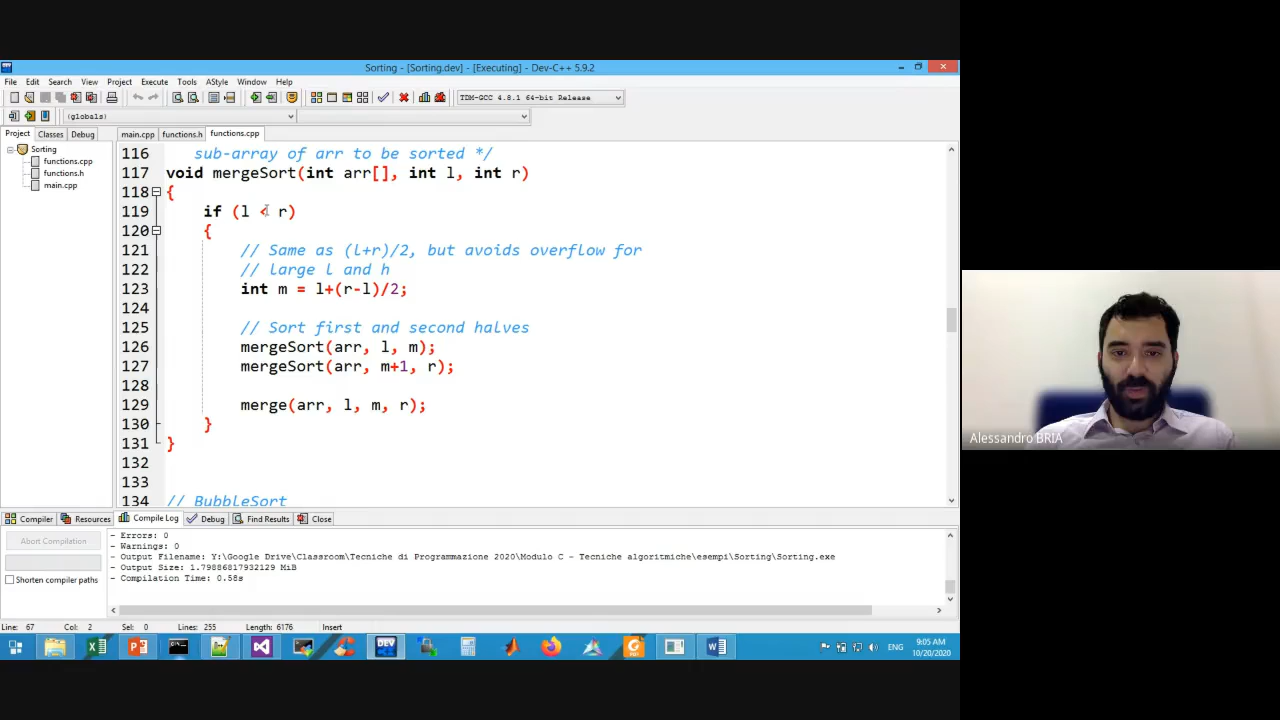 Sorting - [Sorting.dev] - [Executing] - Dev-C++ 5.9.2
File Edit Search View Project Execute Tools AStyle Window Help
TDM-GCC 4.8.1 64-bit Release
(globals)
Project Classes Debug
main.cpp functions.h functions.cpp
Sorting
functions.cpp
functions.h
main.cpp
116 sub-array of arr to be sorted */
117 void mergeSort(int arr[], int l, int r)
118 {
119 if (l < r)
120 {
121 // Same as (l+r)/2, but avoids overflow for
122 // large l and h
123 int m = l+(r-l)/2;
124
125 // Sort first and second halves
126 mergeSort(arr, l, m);
127 mergeSort(arr, m+1, r);
128
129 merge(arr, l, m, r);
130 }
131 }
132
133
134 // BubbleSort
Compiler Resources Compile Log Debug Find Results Close
Abort Compilation
Shorten compiler paths
- Errors: 0
- Warnings: 0
- Output Filename: Y:\Google Drive\Classroom\Tecniche di Programmazione 2020\Modulo C - Tecniche algoritmiche\esempi\Sorting\Sorting.exe
- Output Size: 1.79886817932129 MiB
- Compilation Time: 0.58s
Line: 67 Col: 2 Sel: 0 Lines: 255 Length: 6176 Insert
DEV
ENG
9:05 AM
10/20/2020
Alessandro BRIA